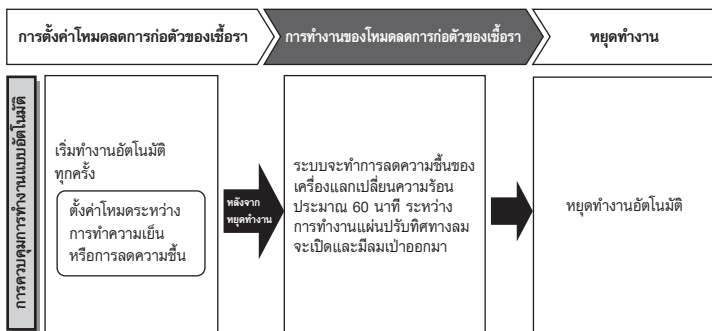 การตั้งค่าโหมดลดการก่อตัวของเชื้อรา
การทำงานของโหมดลดการก่อตัวของเชื้อรา
หยุดทำงาน
การควบคุมการทำงานแบบอัตโนมัติ
เริ่มทำงานอัตโนมัติ
ทุกครั้ง
ตั้งค่าโหมดระหว่าง
การทำความเย็น
หรือการลดความชื้น
หลังจาก
หยุดทำงาน
ระบบจะทำการลดความชื้นของ
เครื่องแลกเปลี่ยนความร้อน
ประมาณ 60 นาที ระหว่าง
การทำงานแผ่นปรับทิศทางลม
จะเปิดและมีลมเป่าออกมา
หยุดทำงานอัตโนมัติ